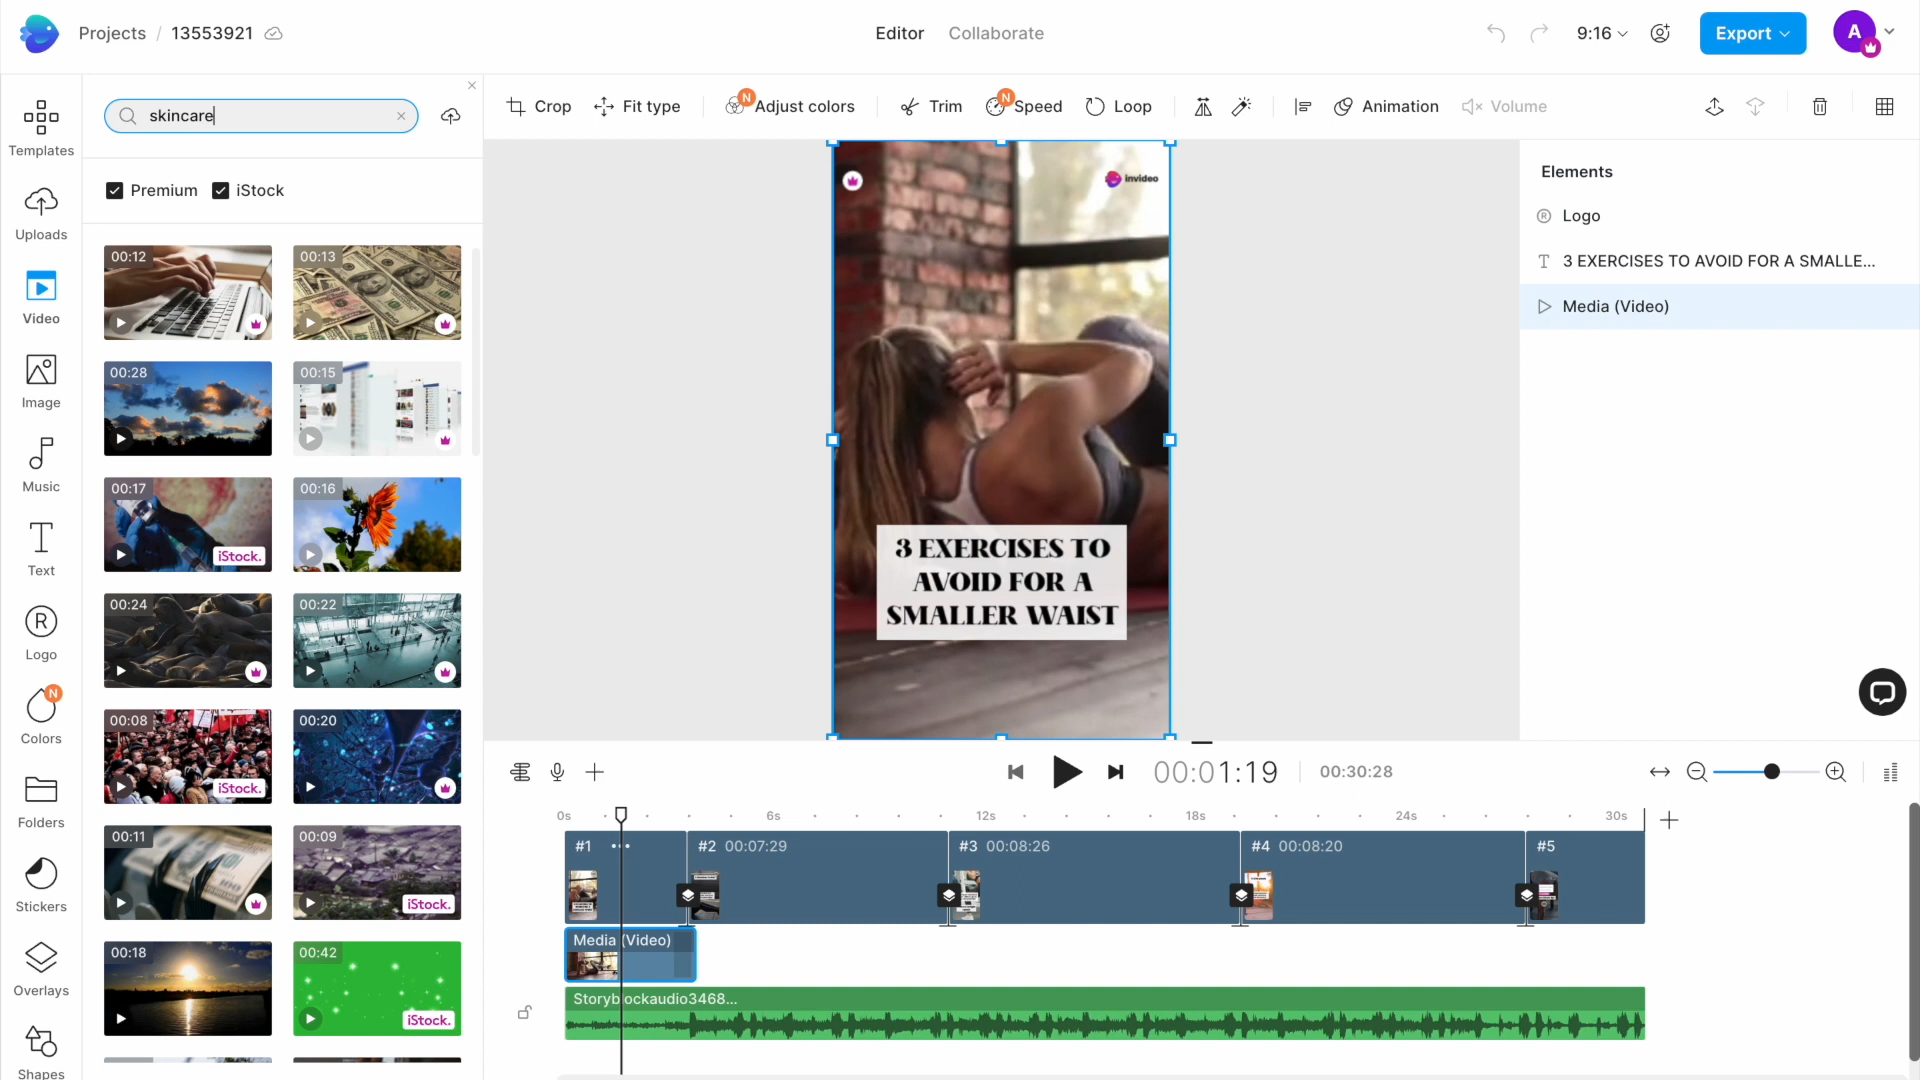 Projects / 13553921
Editor
Collaborate
9:16
Export
A
Templates
Uploads
Video
Image
Music
Text
R
Logo
N
Colors
Folders
Stickers
Overlays
Shapes
skincare
Premium
iStock
00:12
00:13
00:28
00:15
00:17
iStock.
00:16
00:24
00:22
00:08
iStock.
00:20
00:11
00:09
iStock.
00:18
00:42
iStock.
Crop
Fit type
N
Adjust colors
Trim
N
Speed
Loop
Animation
Volume
invideo
3 EXERCISES TO
AVOID FOR A
SMALLER WAIST
Elements
R Logo
T 3 EXERCISES TO AVOID FOR A SMALLE...
Media (Video)
00:01:19
00:30:28
0s 6s 12s 18s 24s 30s
#1
#2 00:07:29
#3 00:08:26
#4 00:08:20
#5
Media (Video)
Storyblockaudio3468...